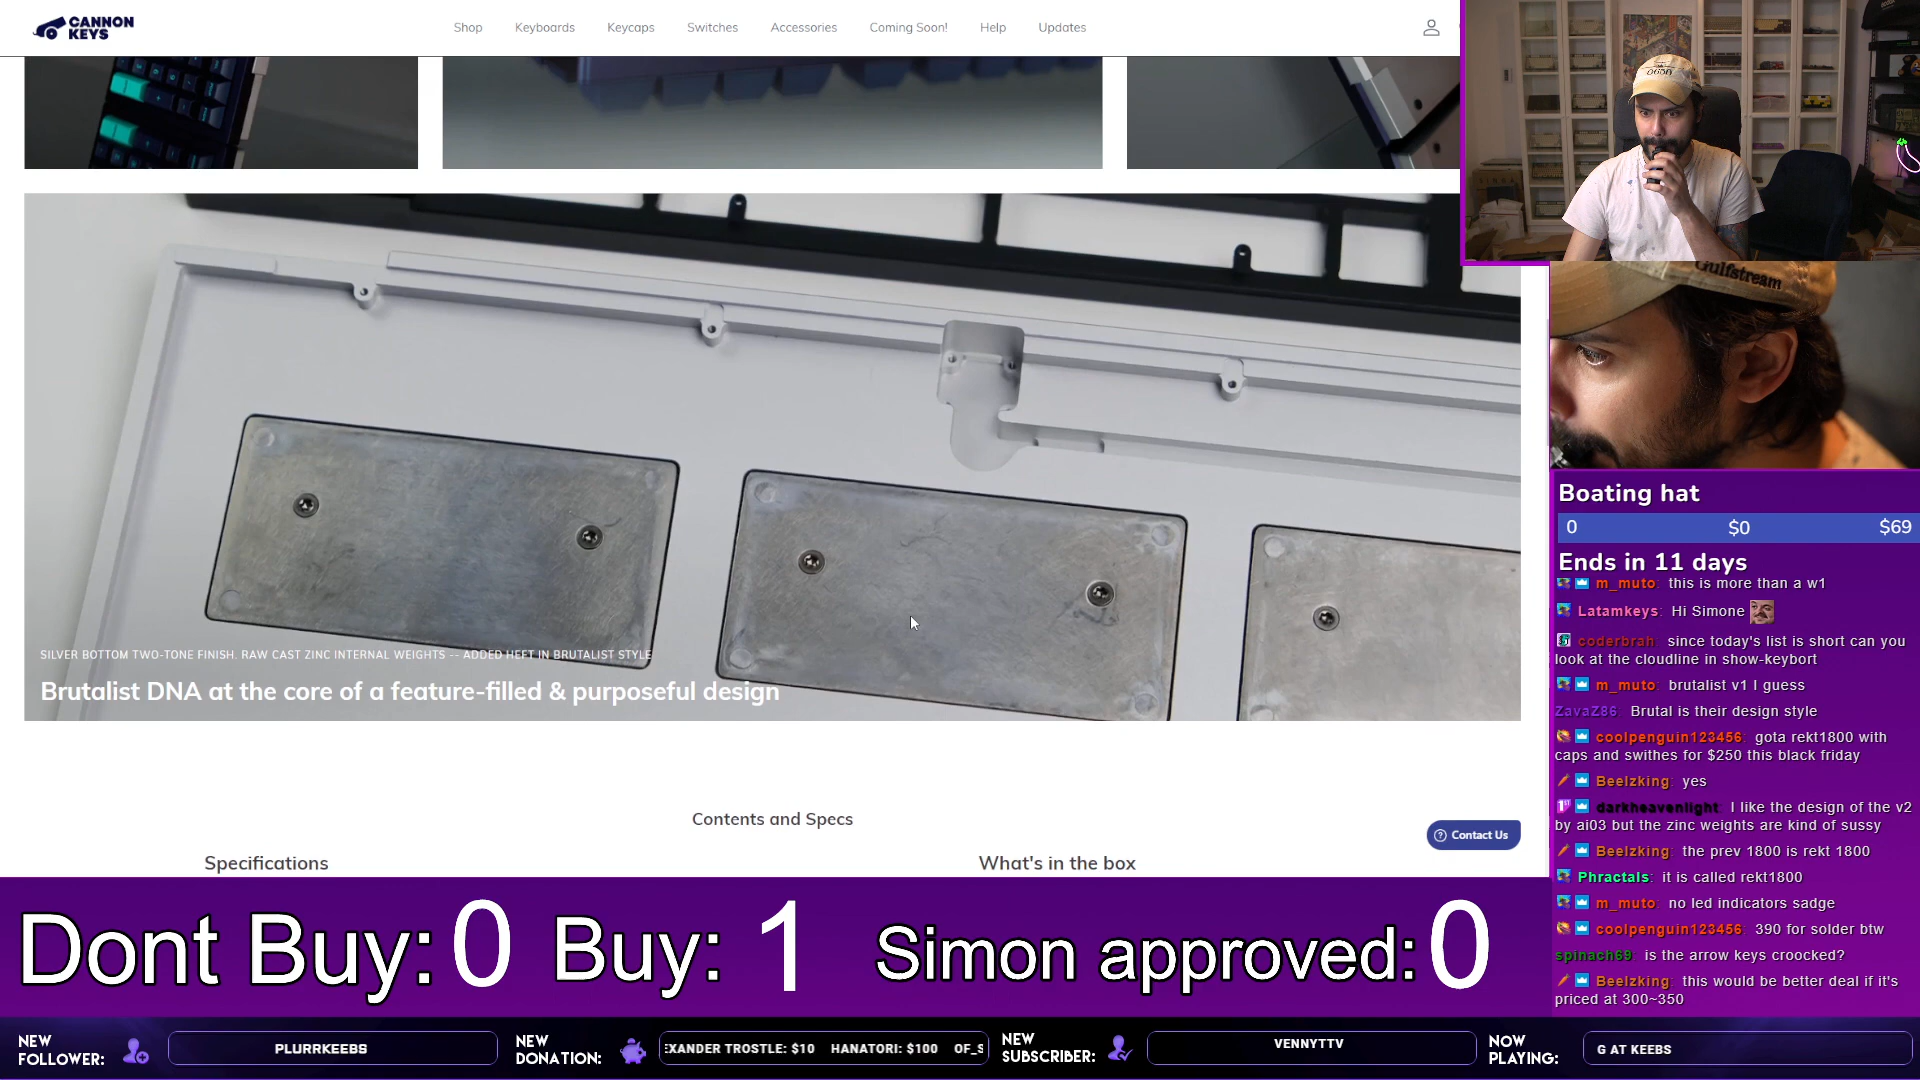 CANNON
KEYS
Shop Keyboards Keycaps Switches Accessories Coming Soon! Help Updates
SILVER BOTTOM TWO-TONE FINISH. RAW CAST ZINC INTERNAL WEIGHTS -- ADDED HEFT IN BRUTALIST STYLE
Brutalist DNA at the core of a feature-filled & purposeful design
Contents and Specs
Contact Us
Specifications
What's in the box
Gulfstream
Boating hat
0 $0 $69
Ends in 11 days
m_muto: this is more than a w1
Latamkeys: Hi Simone
coderbrah: since today's list is short can you
look at the cloudline in show-keybort
m_muto: brutalist v1 I guess
ZavaZ86: Brutal is their design style
coolpenguin123456: gota rekt1800 with
caps and swithes for $250 this black friday
Beelzking: yes
darkheavenlight: I like the design of the v2
by ai03 but the zinc weights are kind of sussy
Beelzking: the prev 1800 is rekt 1800
Phractals: it is called rekt1800
m_muto: no led indicators sadge
coolpenguin123456: 390 for solder btw
spinach69: is the arrow keys croocked?
Beelzking: this would be better deal if it's
priced at 300~350
Dont Buy: 0 Buy: 1 Simon approved: 0
NEW
FOLLOWER:
PLURRKEEBS
NEW
DONATION:
EXANDER TROSTLE: $10 HANATORI: $100 OF_S
NEW
SUBSCRIBER:
VENNYTTV
NOW
PLAYING:
G AT KEEBS